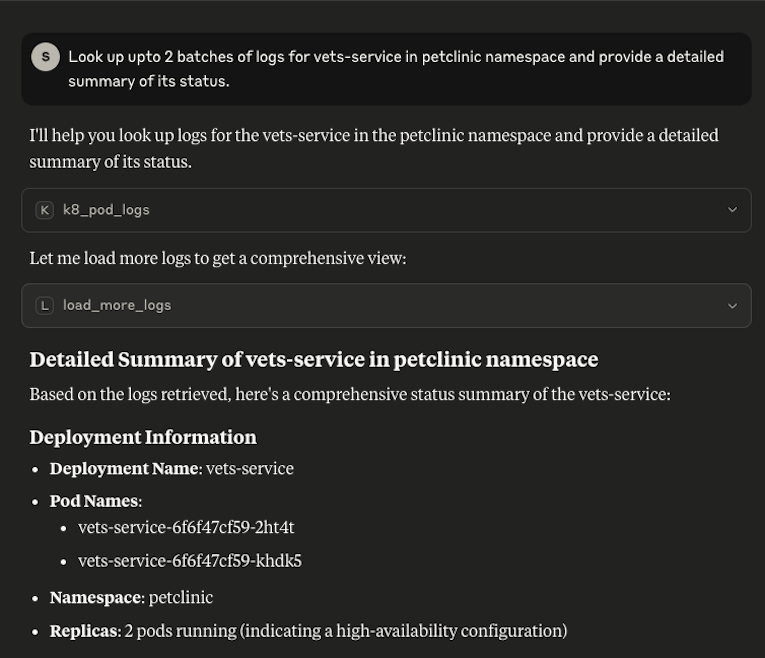 S
Look up upto 2 batches of logs for vets-service in petclinic namespace and provide a detailed
summary of its status.
I'll help you look up logs for the vets-service in the petclinic namespace and provide a detailed
summary of its status.
K k8_pod_logs
Let me load more logs to get a comprehensive view:
L load_more_logs
Detailed Summary of vets-service in petclinic namespace
Based on the logs retrieved, here's a comprehensive status summary of the vets-service:
Deployment Information
• Deployment Name: vets-service
• Pod Names:
• vets-service-6f6f47cf59-2ht4t
• vets-service-6f6f47cf59-khdk5
• Namespace: petclinic
• Replicas: 2 pods running (indicating a high-availability configuration)